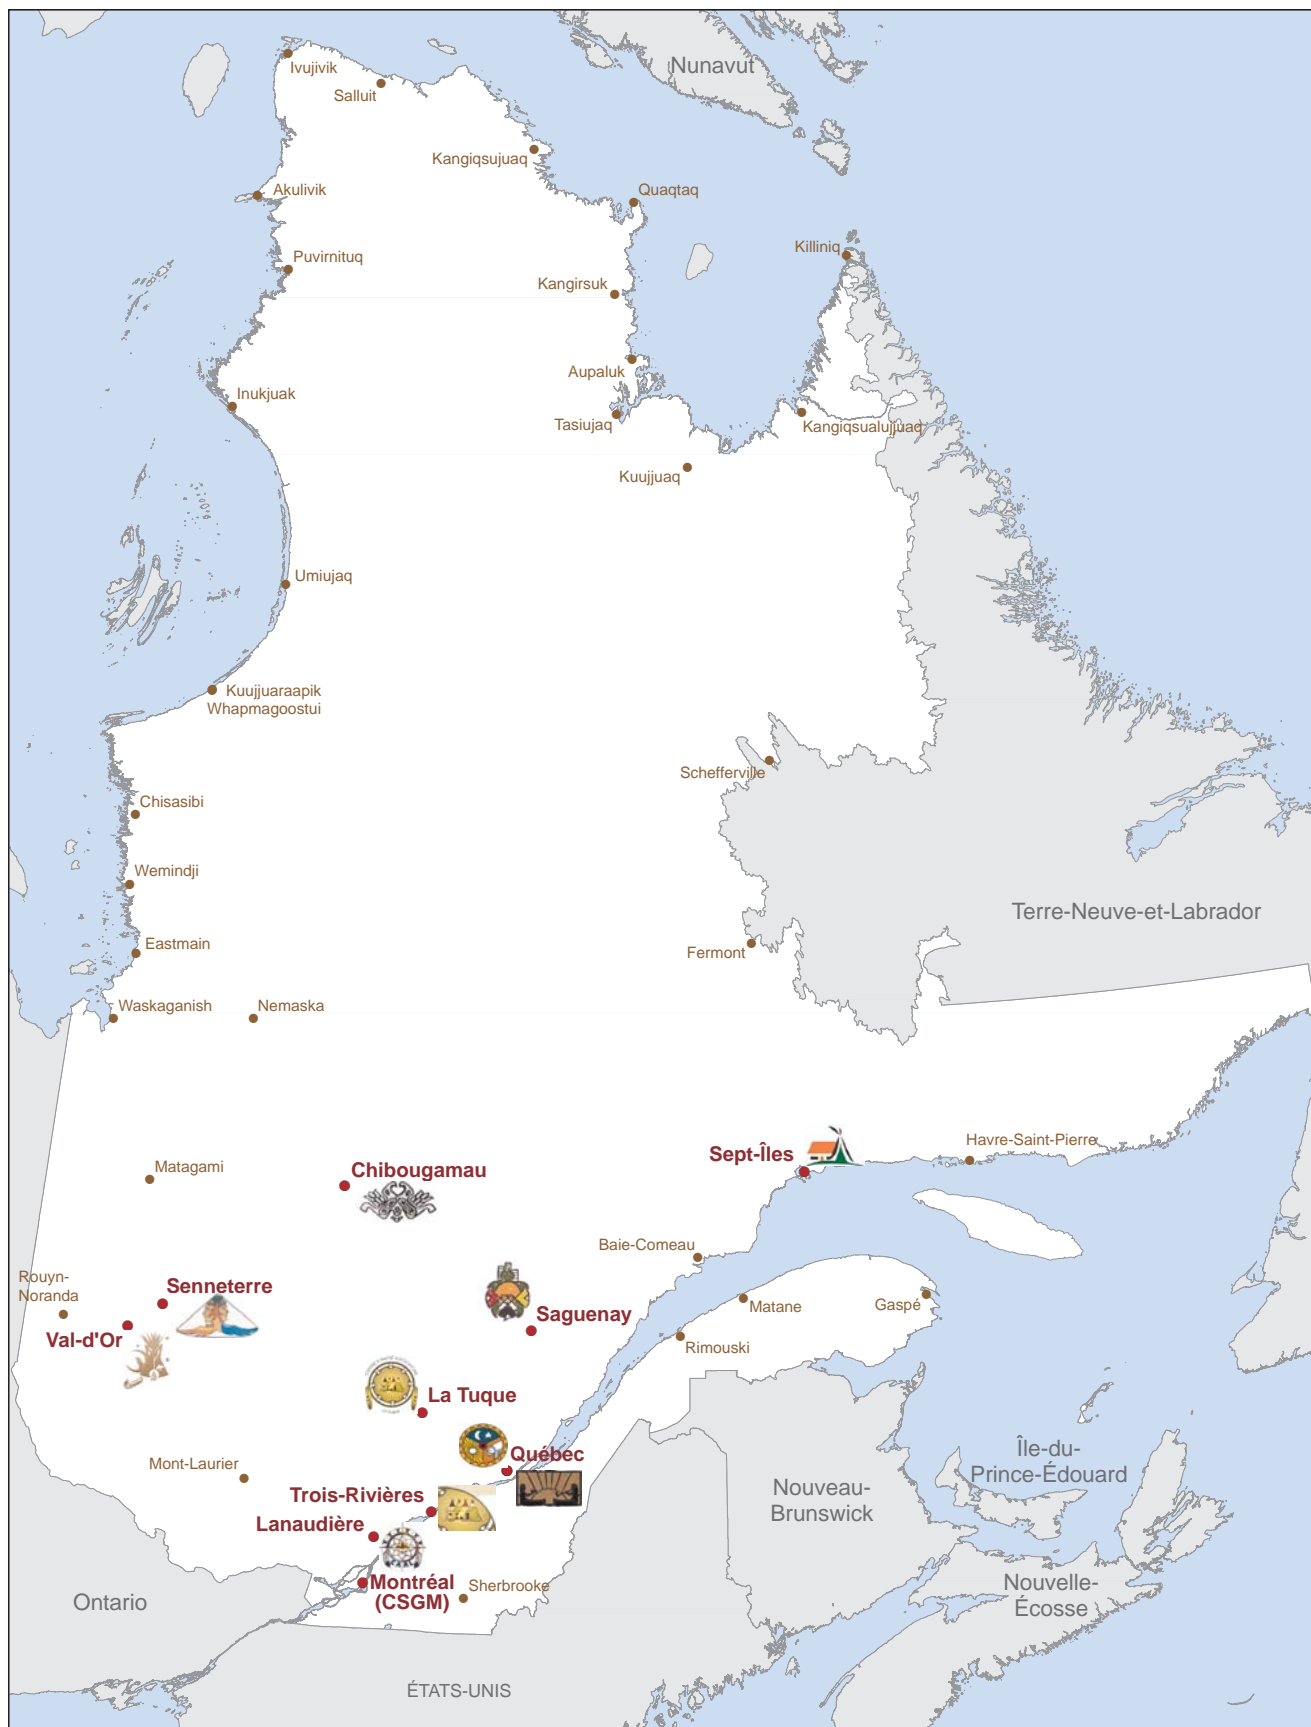 Nunavut
Ivujivik
Salluit
Kangiqsujuaq
Akulivik
Quaqtaq
Killiniq
Puvirnituq
Kangirsuk
Aupaluk
Inukjuak
Tasiujaq
Kangiqsualujjuaq
Kuujjuaq
Umiujaq
Kuujjuaraapik
Whapmagoostui
Schefferville
Chisasibi
Wemindji
Terre-Neuve-et-Labrador
Eastmain
Fermont
Waskaganish
Nemaska
Havre-Saint-Pierre
Sept-Îles
Matagami
Chibougamau
Baie-Comeau
Rouyn-
Noranda
Senneterre
Matane
Gaspé
Saguenay
Val-d'Or
Rimouski
La Tuque
Québec
Île-du-
Prince-Édouard
Mont-Laurier
Nouveau-
Brunswick
Trois-Rivières
Lanaudière
Montréal
(CSGM)
Sherbrooke
Nouvelle-
Écosse
Ontario
ÉTATS-UNIS